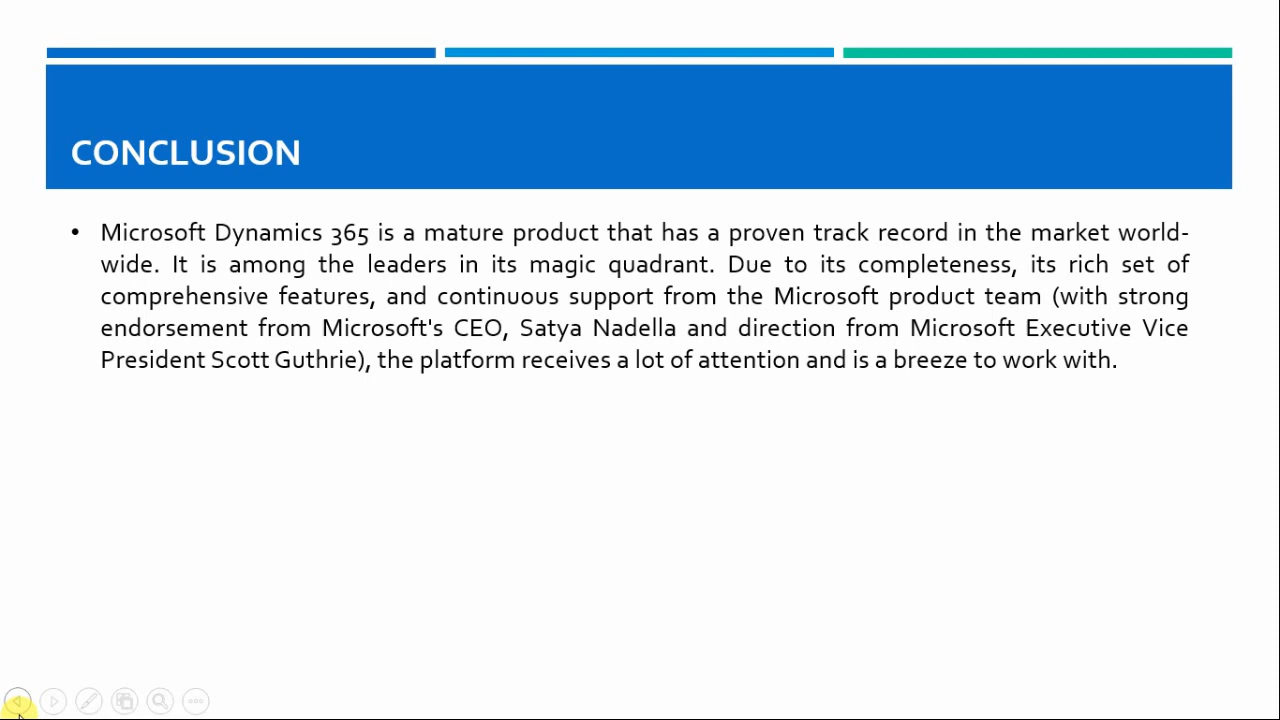 CONCLUSION
• Microsoft Dynamics 365 is a mature product that has a proven track record in the market world-
wide. It is among the leaders in its magic quadrant. Due to its completeness, its rich set of
comprehensive features, and continuous support from the Microsoft product team (with strong
endorsement from Microsoft's CEO, Satya Nadella and direction from Microsoft Executive Vice
President Scott Guthrie), the platform receives a lot of attention and is a breeze to work with.